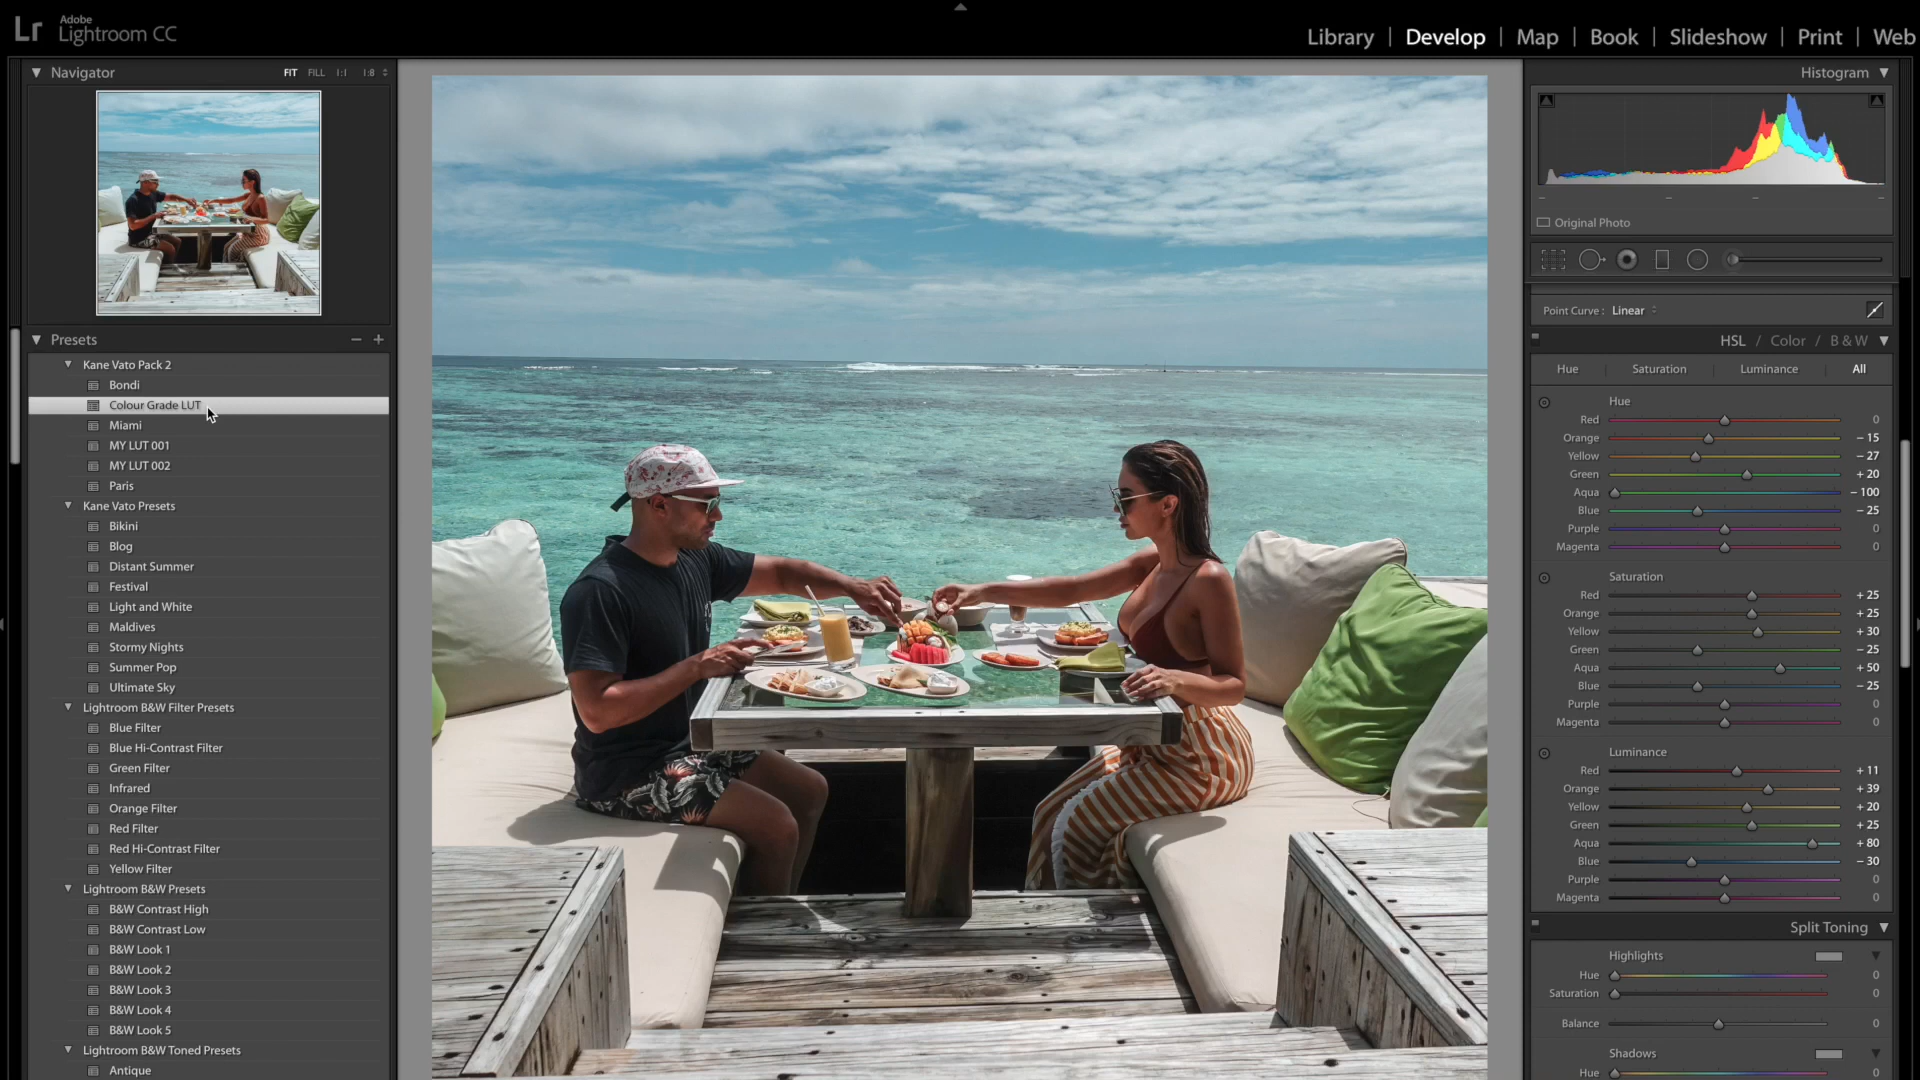 Lr Adobe
Lightroom CC
Library | Develop | Map | Book | Slideshow | Print | Web
Navigator FIT FILL 1:1 1:8
Presets
Kane Vato Pack 2
Bondi
Colour Grade LUT
Miami
MY LUT 001
MY LUT 002
Paris
Kane Vato Presets
Bikini
Blog
Distant Summer
Festival
Light and White
Maldives
Stormy Nights
Summer Pop
Ultimate Sky
Lightroom B&W Filter Presets
Blue Filter
Blue Hi-Contrast Filter
Green Filter
Infrared
Orange Filter
Red Filter
Red Hi-Contrast Filter
Yellow Filter
Lightroom B&W Presets
B&W Contrast High
B&W Contrast Low
B&W Look 1
B&W Look 2
B&W Look 3
B&W Look 4
B&W Look 5
Lightroom B&W Toned Presets
Antique
Histogram
Original Photo
Point Curve : Linear
HSL / Color / B & W
Hue | Saturation | Luminance | All
Hue
Red 0
Orange − 15
Yellow − 27
Green + 20
Aqua − 100
Blue − 25
Purple 0
Magenta 0
Saturation
Red + 25
Orange + 25
Yellow + 30
Green − 25
Aqua + 50
Blue − 25
Purple 0
Magenta 0
Luminance
Red + 11
Orange + 39
Yellow + 20
Green + 25
Aqua + 80
Blue − 30
Purple 0
Magenta 0
Split Toning
Highlights
Hue 0
Saturation 0
Balance 0
Shadows
Hue 0